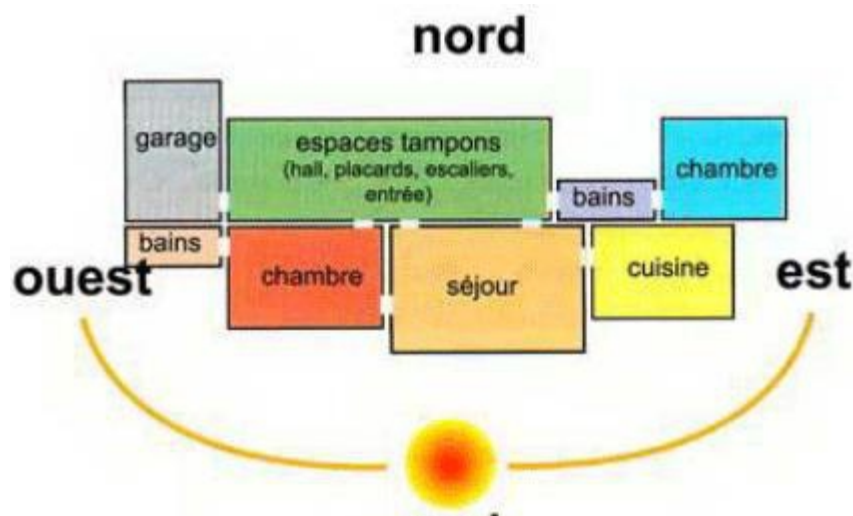 nord
garage
espaces tampons
(hall, placards, escaliers,
entrée)
bains
chambre
bains
chambre
séjour
cuisine
ouest
est